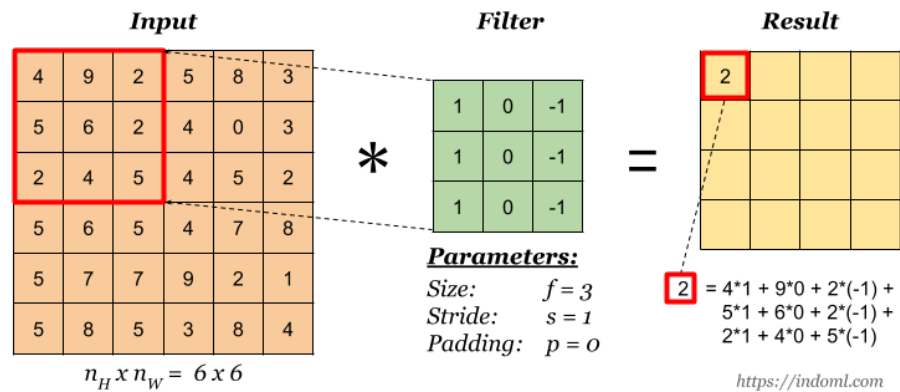 Input Filter Result
4 9 2 5 8 3
5 6 2 4 0 3
2 4 5 4 5 2
5 6 5 4 7 8
5 7 7 9 2 1
5 8 5 3 8 4
n_H x n_W = 6 x 6
*
1 0 -1
1 0 -1
1 0 -1
Parameters:
Size: f = 3
Stride: s = 1
Padding: p = 0
=
2
2 = 4*1 + 9*0 + 2*(-1) +
5*1 + 6*0 + 2*(-1) +
2*1 + 4*0 + 5*(-1)
https://indoml.com